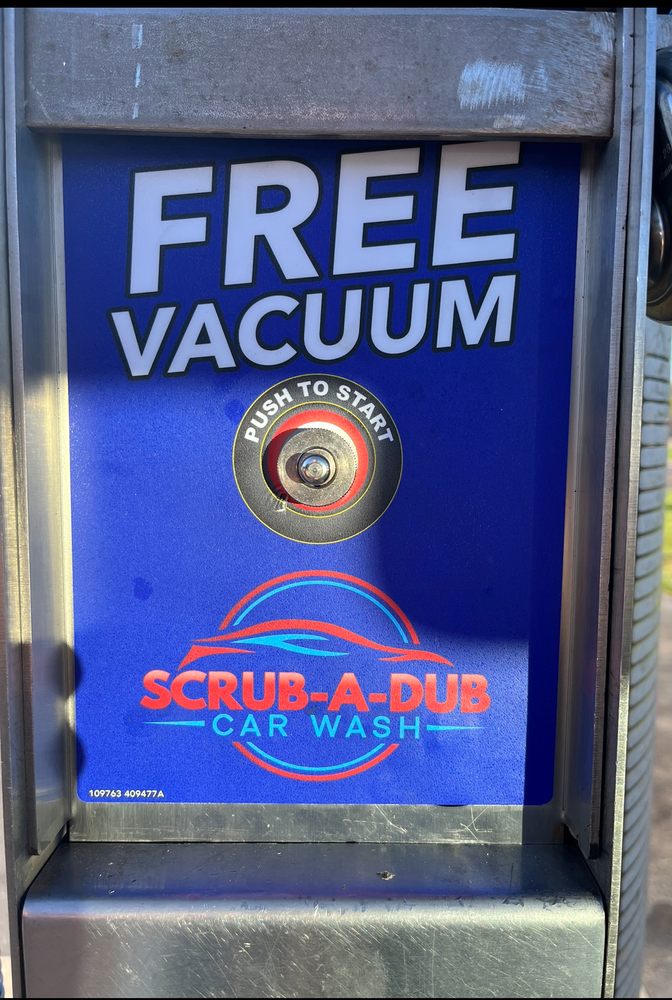 FREE
VACUUM
PUSH TO START
SCRUB-A-DUB
CAR WASH
109763 409477A